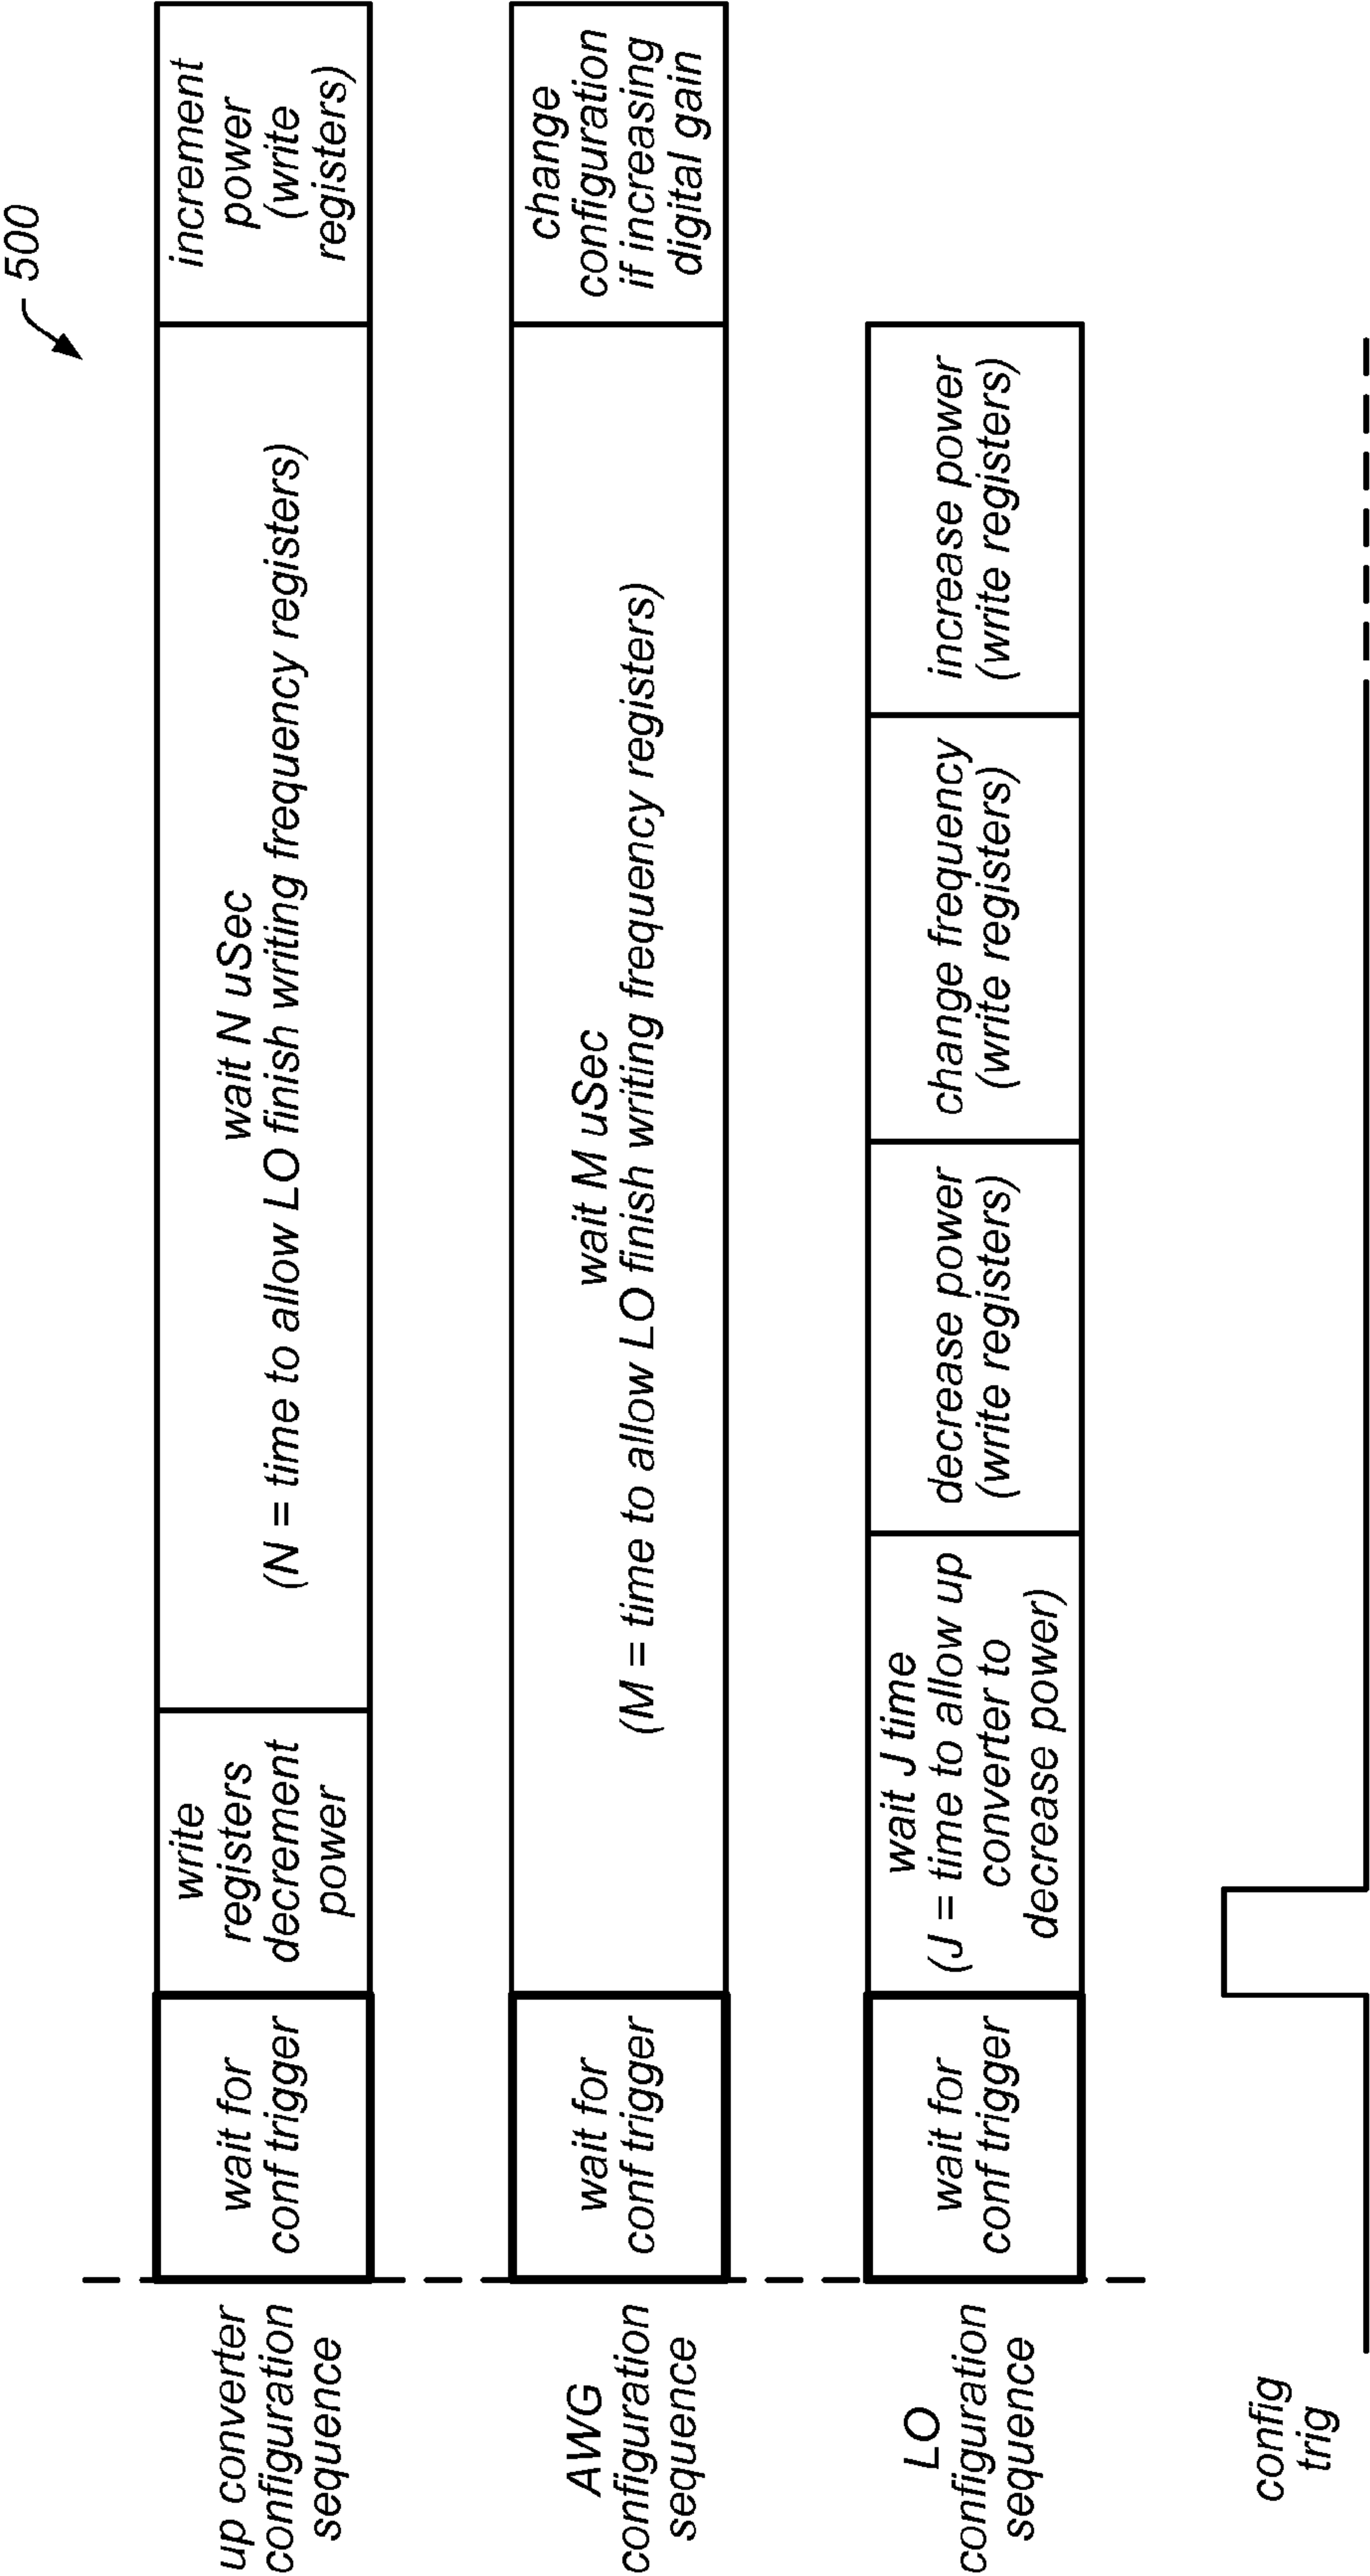 500
up converter
configuration
sequence
wait for
conf trigger
write
registers
decrement
power
wait N uSec
(N = time to allow LO finish writing frequency registers)
increment
power
(write
registers)
AWG
configuration
sequence
wait for
conf trigger
wait M uSec
(M = time to allow LO finish writing frequency registers)
change
configuration
if increasing
digital gain
LO
configuration
sequence
wait for
conf trigger
wait J time
(J = time to allow up
converter to
decrease power)
decrease power
(write registers)
change frequency
(write registers)
increase power
(write registers)
config
trig